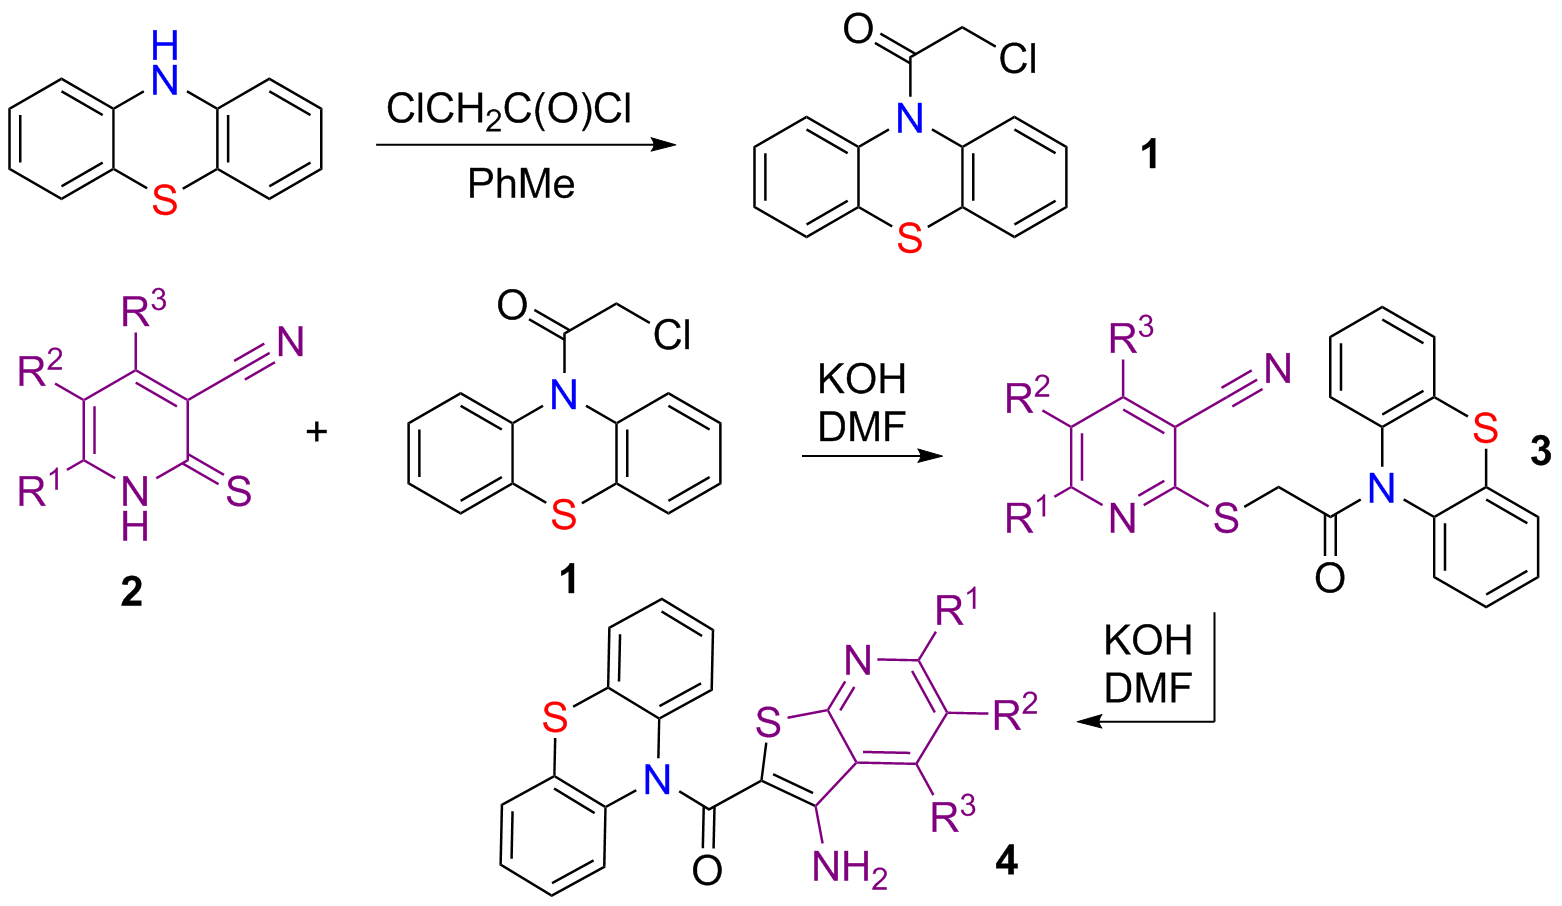 H
N
S
ClCH₂C(O)Cl
PhMe
O
Cl
N
S
1
R³
N
R²
R¹
N
H
S
2
+
O
Cl
N
S
1
KOH
DMF
R³
N
R²
R¹
N
S
O
N
S
3
KOH
DMF
S
N
O
S
N
R¹
R²
R³
NH₂
4